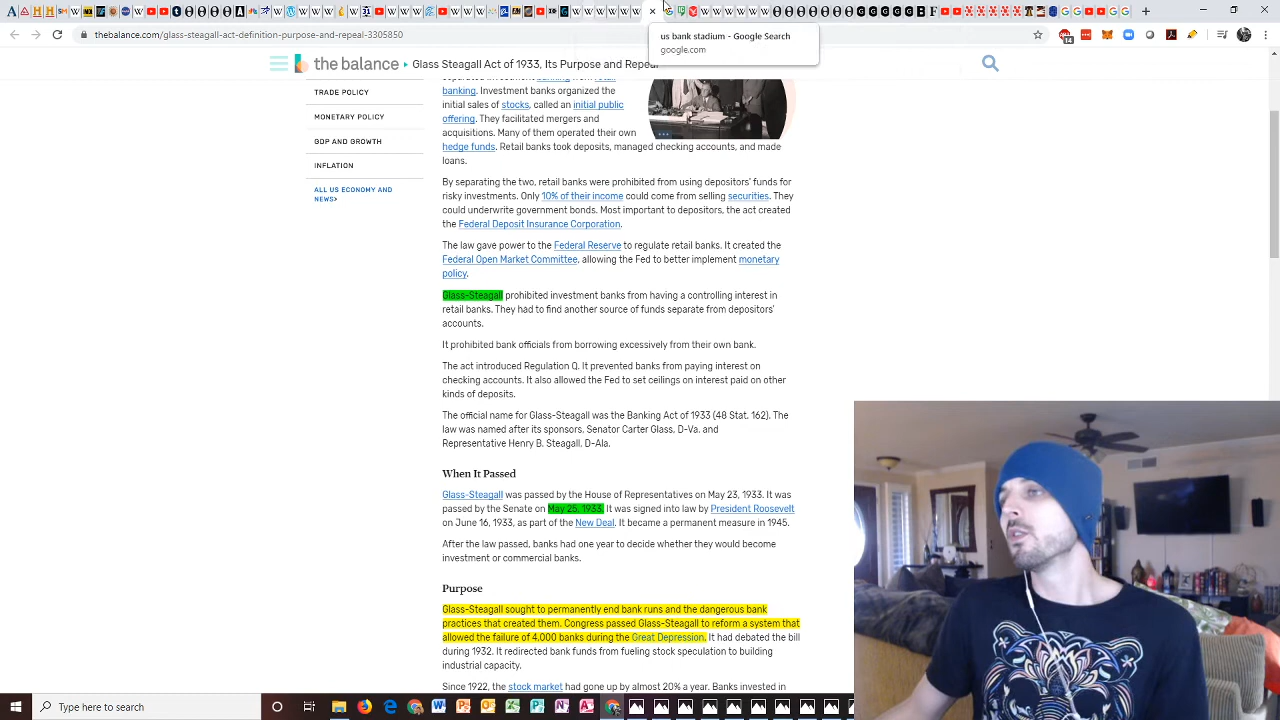 thebalance.com/glass-steagall-act-definition-purpose-and-repeal-3305850
14
us bank stadium - Google Search
google.com
the balance
Glass Steagall Act of 1933, Its Purpose and Repeal
TRADE POLICY
MONETARY POLICY
GDP AND GROWTH
INFLATION
ALL US ECONOMY AND
NEWS>
banking. Investment banks organized the
initial sales of stocks, called an initial public
offering. They facilitated mergers and
acquisitions. Many of them operated their own
hedge funds. Retail banks took deposits, managed checking accounts, and made
loans.
By separating the two, retail banks were prohibited from using depositors' funds for
risky investments. Only 10% of their income could come from selling securities. They
could underwrite government bonds. Most important to depositors, the act created
the Federal Deposit Insurance Corporation.
The law gave power to the Federal Reserve to regulate retail banks. It created the
Federal Open Market Committee, allowing the Fed to better implement monetary
policy.
Glass-Steagall prohibited investment banks from having a controlling interest in
retail banks. They had to find another source of funds separate from depositors'
accounts.
It prohibited bank officials from borrowing excessively from their own bank.
The act introduced Regulation Q. It prevented banks from paying interest on
checking accounts. It also allowed the Fed to set ceilings on interest paid on other
kinds of deposits.
The official name for Glass-Steagall was the Banking Act of 1933 (48 Stat. 162). The
law was named after its sponsors, Senator Carter Glass, D-Va. and
Representative Henry B. Steagall, D-Ala.
When It Passed
Glass-Steagall was passed by the House of Representatives on May 23, 1933. It was
passed by the Senate on May 25, 1933. It was signed into law by President Roosevelt
on June 16, 1933, as part of the New Deal. It became a permanent measure in 1945.
After the law passed, banks had one year to decide whether they would become
investment or commercial banks.
Purpose
Glass-Steagall sought to permanently end bank runs and the dangerous bank
practices that created them. Congress passed Glass-Steagall to reform a system that
allowed the failure of 4,000 banks during the Great Depression. It had debated the bill
during 1932. It redirected bank funds from fueling stock speculation to building
industrial capacity.
Since 1922, the stock market had gone up by almost 20% a year. Banks invested in
Type here to search